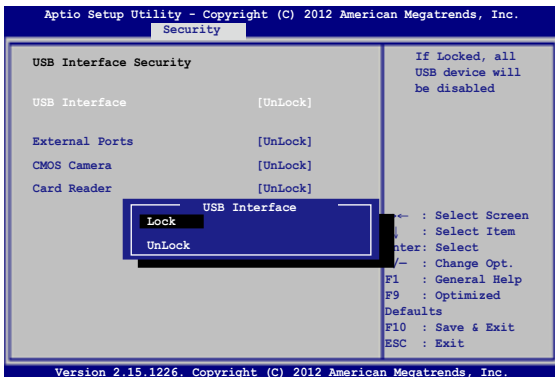 Aptio Setup Utility - Copyright (C) 2012 American Megatrends, Inc.
Security
USB Interface Security
USB Interface [UnLock]
External Ports [UnLock]
CMOS Camera [UnLock]
Card Reader [UnLock]
USB Interface
Lock
UnLock
If Locked, all
USB device will
be disabled
: Select Screen
: Select Item
nter: Select
/— : Change Opt.
F1 : General Help
F9 : Optimized
Defaults
F10 : Save & Exit
ESC : Exit
Version 2.15.1226. Copyright (C) 2012 American Megatrends, Inc.